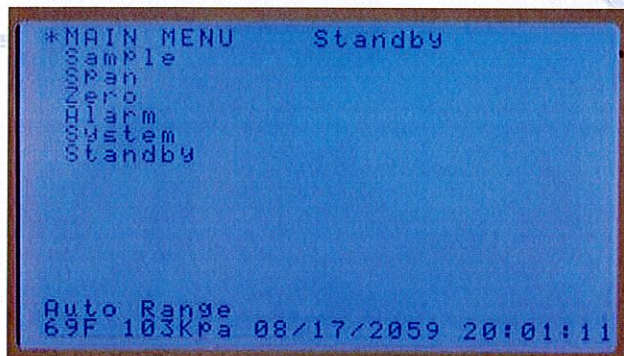 *MAIN MENU Standby
Sample
Span
Zero
Alarm
System
Standby
Auto Range
69F 103KPa 08/17/2059 20:01:11